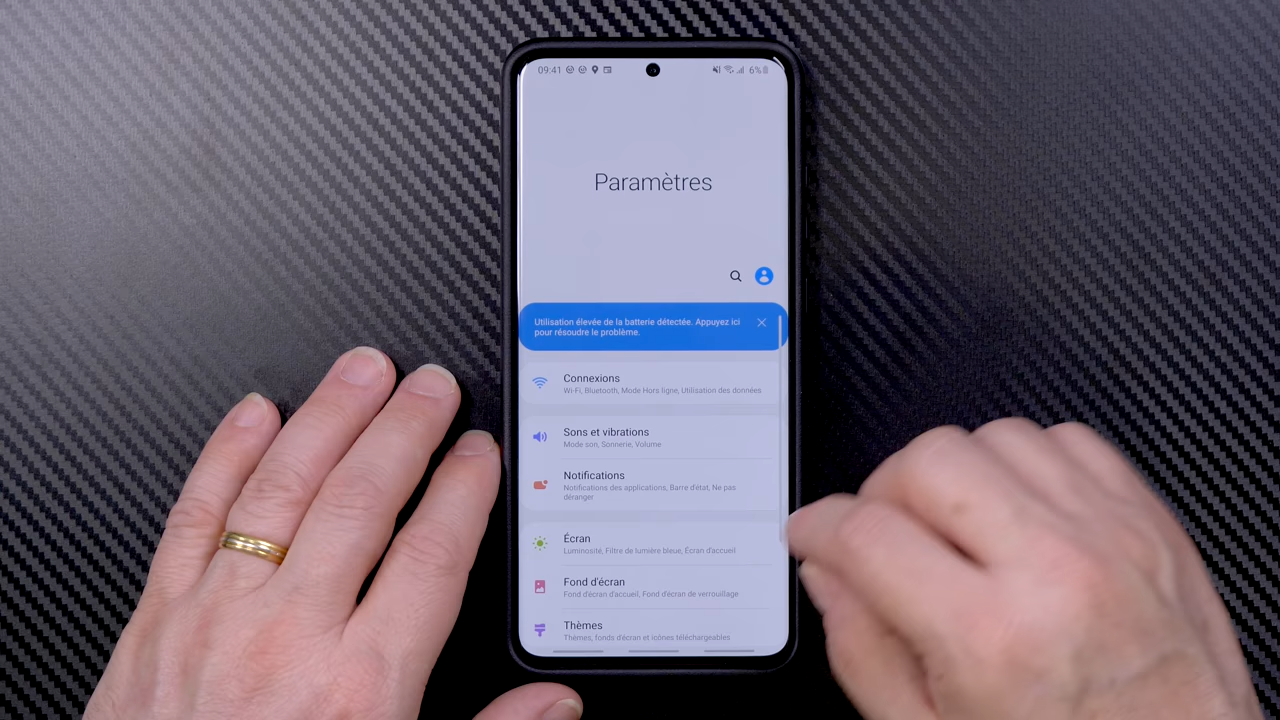 09:41 6%
Paramètres
Utilisation élevée de la batterie détectée. Appuyez ici
pour résoudre le problème.
Connexions
Wi-Fi, Bluetooth, Mode Hors ligne, Utilisation des données
Sons et vibrations
Mode son, Sonnerie, Volume
Notifications
Notifications des applications, Barre d'état, Ne pas
déranger
Écran
Luminosité, Filtre de lumière bleue, Écran d'accueil
Fond d'écran
Fond d'écran d'accueil, Fond d'écran de verrouillage
Thèmes
Thèmes, fonds d'écran et icônes téléchargeables